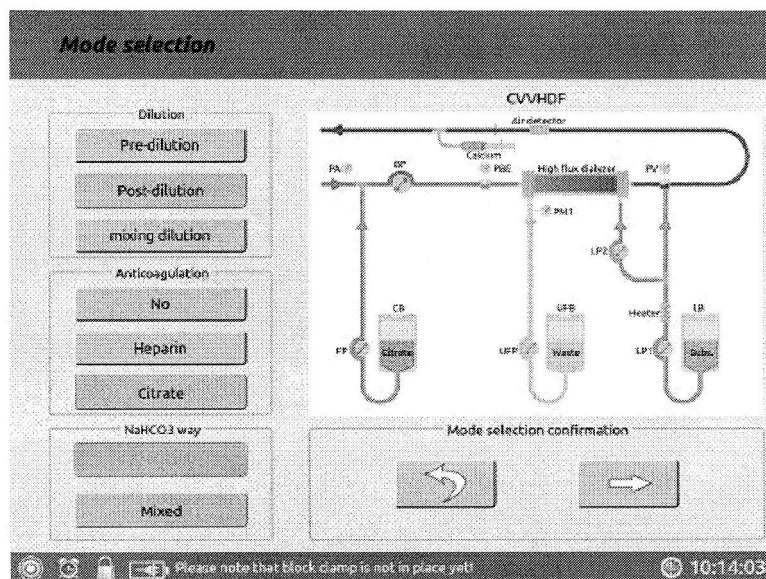 Mode selection
CVVHDF
Dilution
Pre-dilution
Post-dilution
mixing dilution
Air detector
Calcium
PA
BP
PBE
High flux dialyzer
PV
PM1
LP2
Anticoagulation
No
Heparin
Citrate
CB
UFB
Heater
LB
PP
Citrate
UFP
Waste
LP1
Subs.
NaHCO3 way
Mixed
Mode selection confirmation
Please note that block clamp is not in place yet!
10:14:03